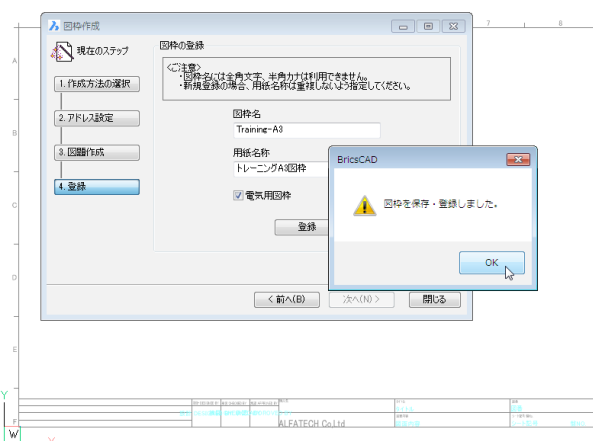 図枠作成
7
8
現在のステップ
図枠の登録
A
<ご注意>
・図枠名には全角文字、半角カナは利用できません。
・新規登録の場合、用紙名称は重複しないよう指定してください。
1.作成方法の選択
図枠名
2.アドレス設定
Training-A3
B
3.図題作成
用紙名称
トレーニングA3図枠
BricsCAD
4.登録
電気用図枠
図枠を保存・登録しました。
C
登録
OK
D
< 前へ(B)
次へ(N) >
閉じる
E
Y
F
ALFATECH Co.Ltd
W
X